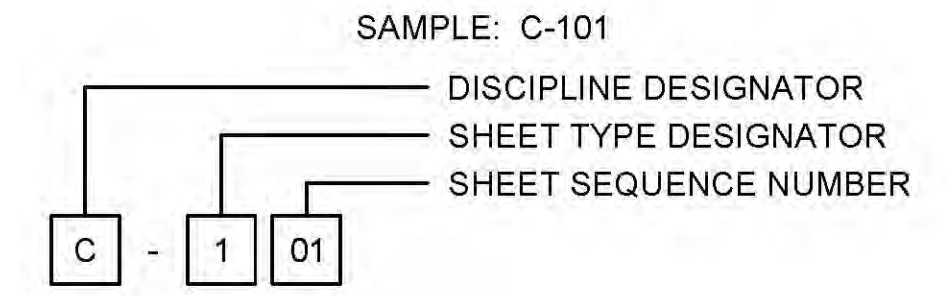 SAMPLE: C-101
DISCIPLINE DESIGNATOR
SHEET TYPE DESIGNATOR
SHEET SEQUENCE NUMBER
C - 1 01